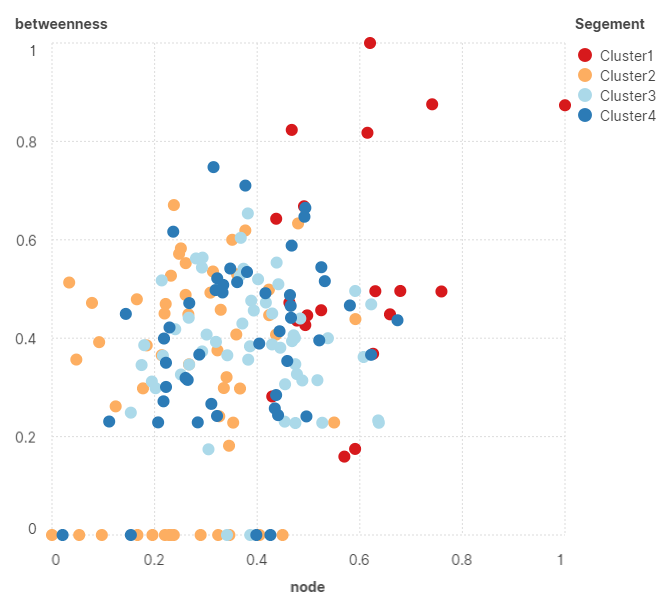 betweenness
Segement
Cluster1
Cluster2
Cluster3
Cluster4
1
0.8
0.6
0.4
0.2
0
0 0.2 0.4 0.6 0.8 1
node